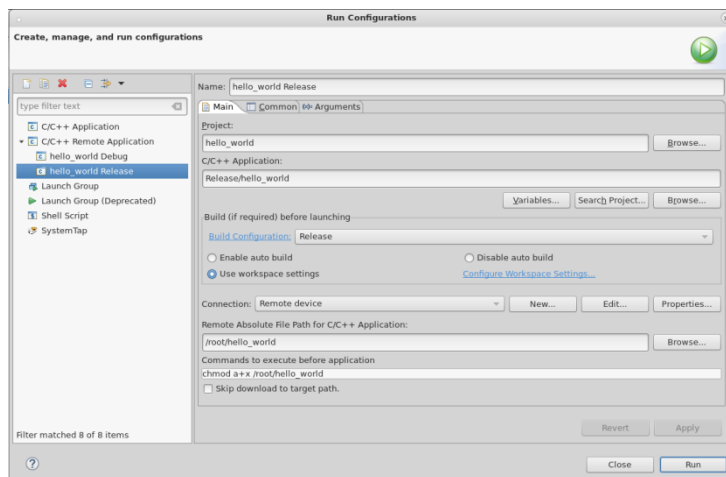 Run Configurations
Create, manage, and run configurations
type filter text
C/C++ Application
C/C++ Remote Application
hello_world Debug
hello_world Release
Launch Group
Launch Group (Deprecated)
Shell Script
SystemTap
Filter matched 8 of 8 items
Name: hello_world Release
Main Common Arguments
Project:
hello_world Browse...
C/C++ Application:
Release/hello_world
Variables... Search Project... Browse...
Build (if required) before launching
Build Configuration: Release
Enable auto build Disable auto build
Use workspace settings Configure Workspace Settings...
Connection: Remote device New... Edit... Properties...
Remote Absolute File Path for C/C++ Application:
/root/hello_world Browse...
Commands to execute before application
chmod a+x /root/hello_world
Skip download to target path.
Revert Apply
? Close Run